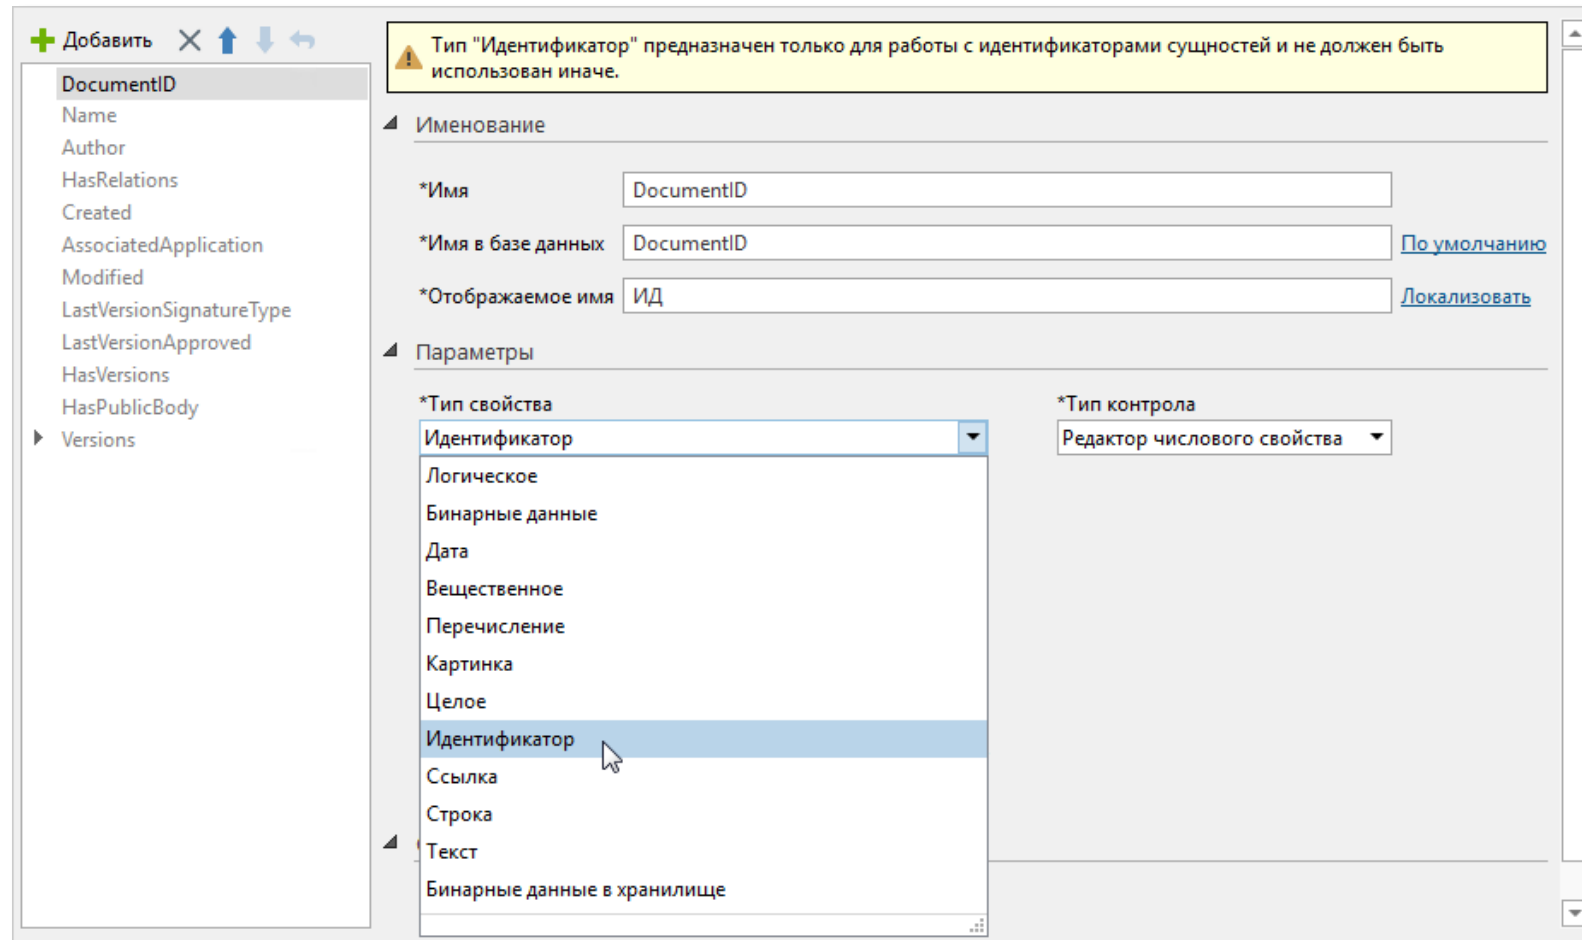 Добавить
DocumentID
Name
Author
HasRelations
Created
AssociatedApplication
Modified
LastVersionSignatureType
LastVersionApproved
HasVersions
HasPublicBody
Versions
Тип "Идентификатор" предназначен только для работы с идентификаторами сущностей и не должен быть
использован иначе.
Именование
*Имя DocumentID
*Имя в базе данных DocumentID По умолчанию
*Отображаемое имя ИД Локализовать
Параметры
*Тип свойства *Тип контрола
Идентификатор Редактор числового свойства
Логическое
Бинарные данные
Дата
Вещественное
Перечисление
Картинка
Целое
Идентификатор
Ссылка
Строка
Текст
Бинарные данные в хранилище